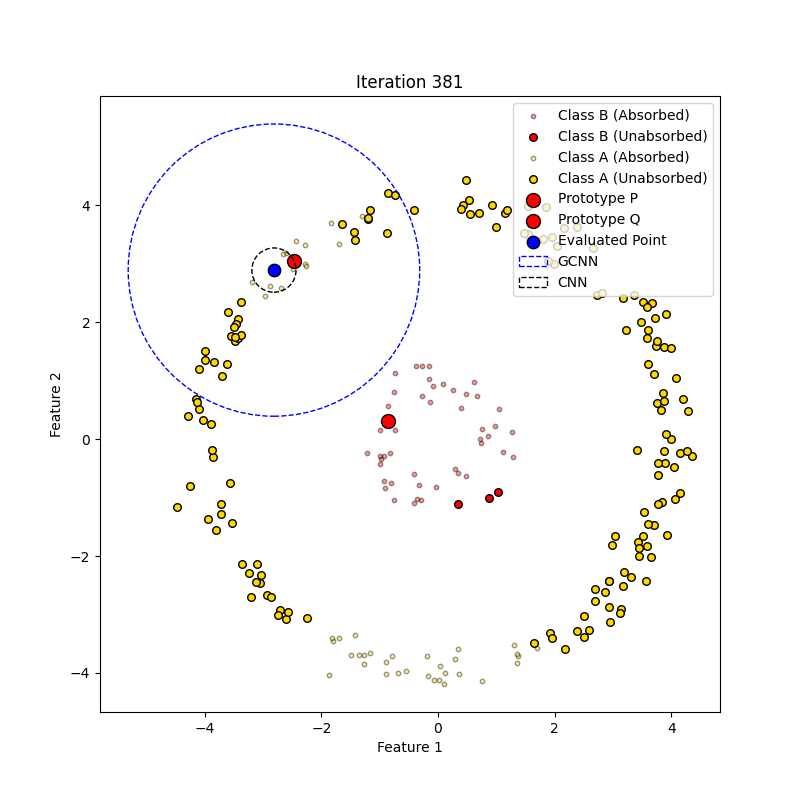 Iteration 381
Class B (Absorbed)
Class B (Unabsorbed)
Class A (Absorbed)
Class A (Unabsorbed)
Prototype P
Prototype Q
Evaluated Point
GCNN
CNN
4
2
0
−2
−4
Feature 2
−4
−2
0
2
4
Feature 1